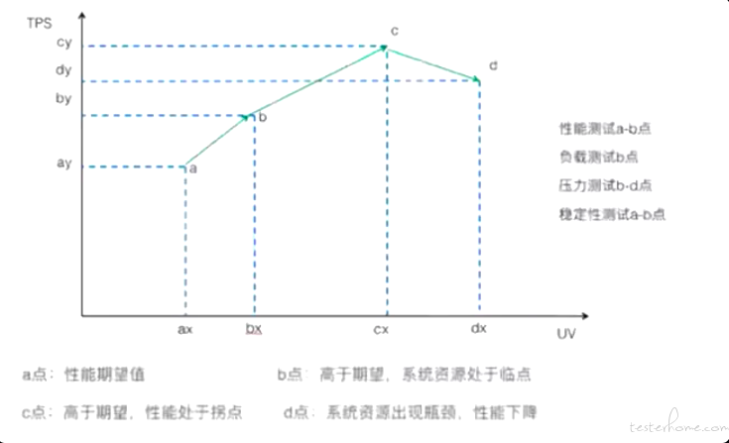 TPS
cy
c
dy
d
by
b
ay
a
性能测试a-b点
负载测试b点
压力测试b-d点
稳定性测试a-b点
ax
bx
cx
dx
UV
a点：性能期望值
b点：高于期望，系统资源处于临点
c点：高于期望，性能处于拐点
d点：系统资源出现瓶颈，性能下降
testerhome.com